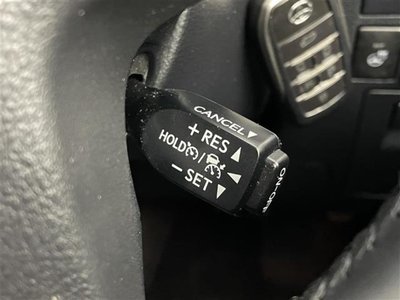 CANCEL
+ RES
HOLD /
- SET
ON-OFF